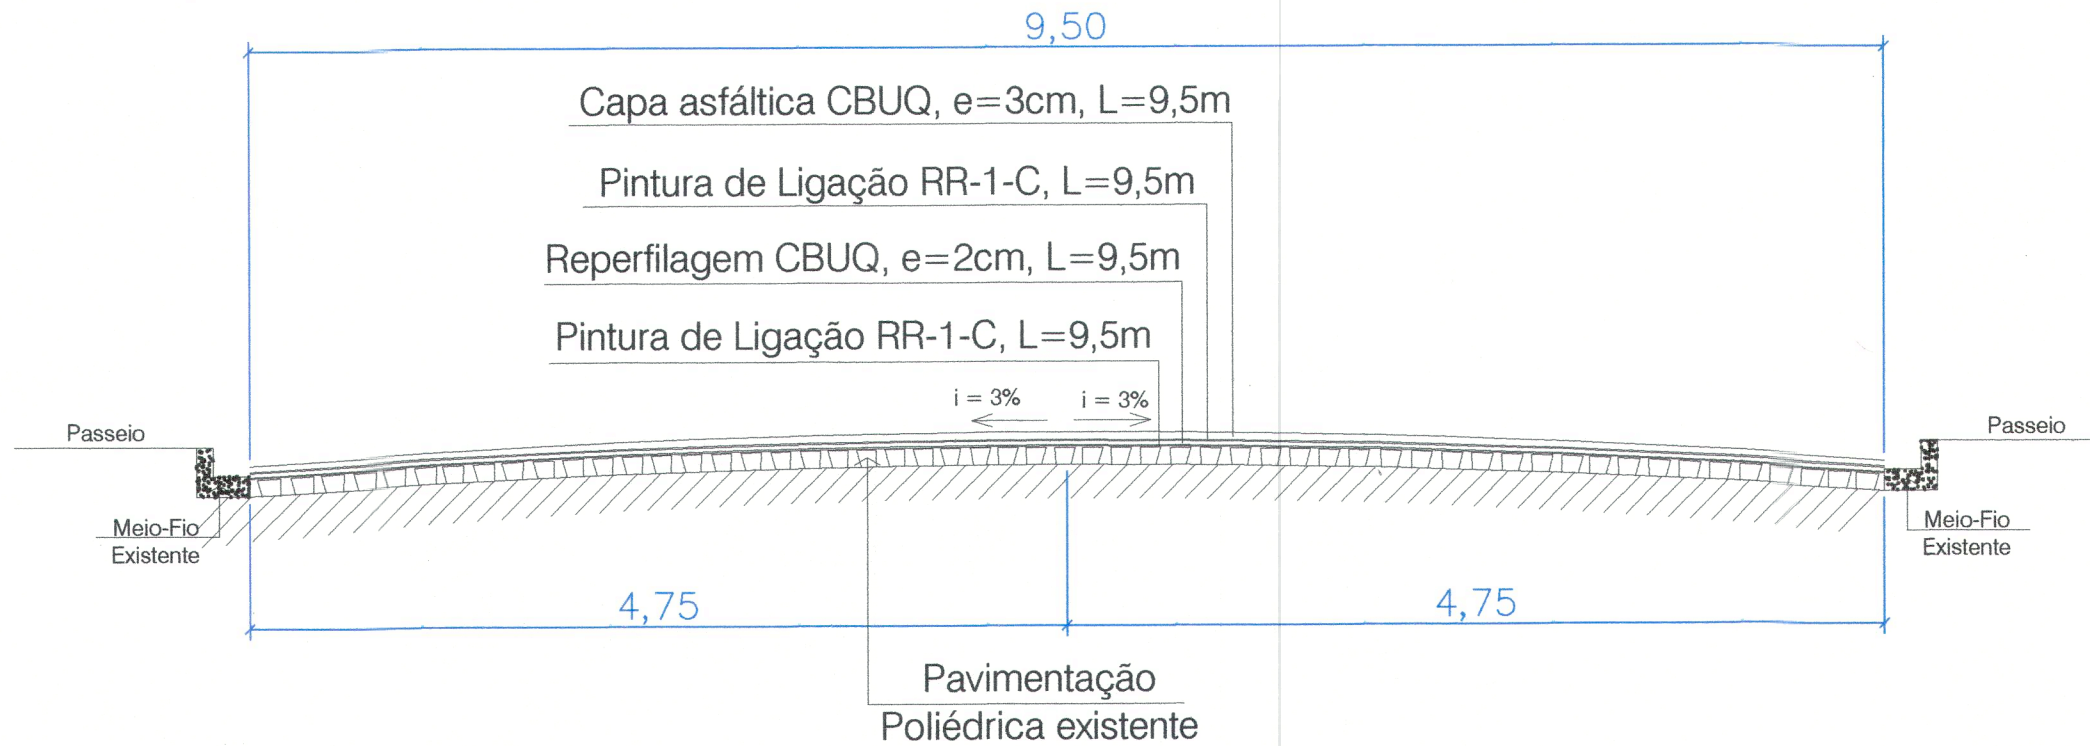 9,50
Capa asfáltica CBUQ, e=3cm, L=9,5m
Pintura de Ligação RR-1-C, L=9,5m
Reperfilagem CBUQ, e=2cm, L=9,5m
Pintura de Ligação RR-1-C, L=9,5m
i = 3%
i = 3%
Passeio
Passeio
Meio-Fio
Existente
Meio-Fio
Existente
4,75
4,75
Pavimentação
Poliédrica existente